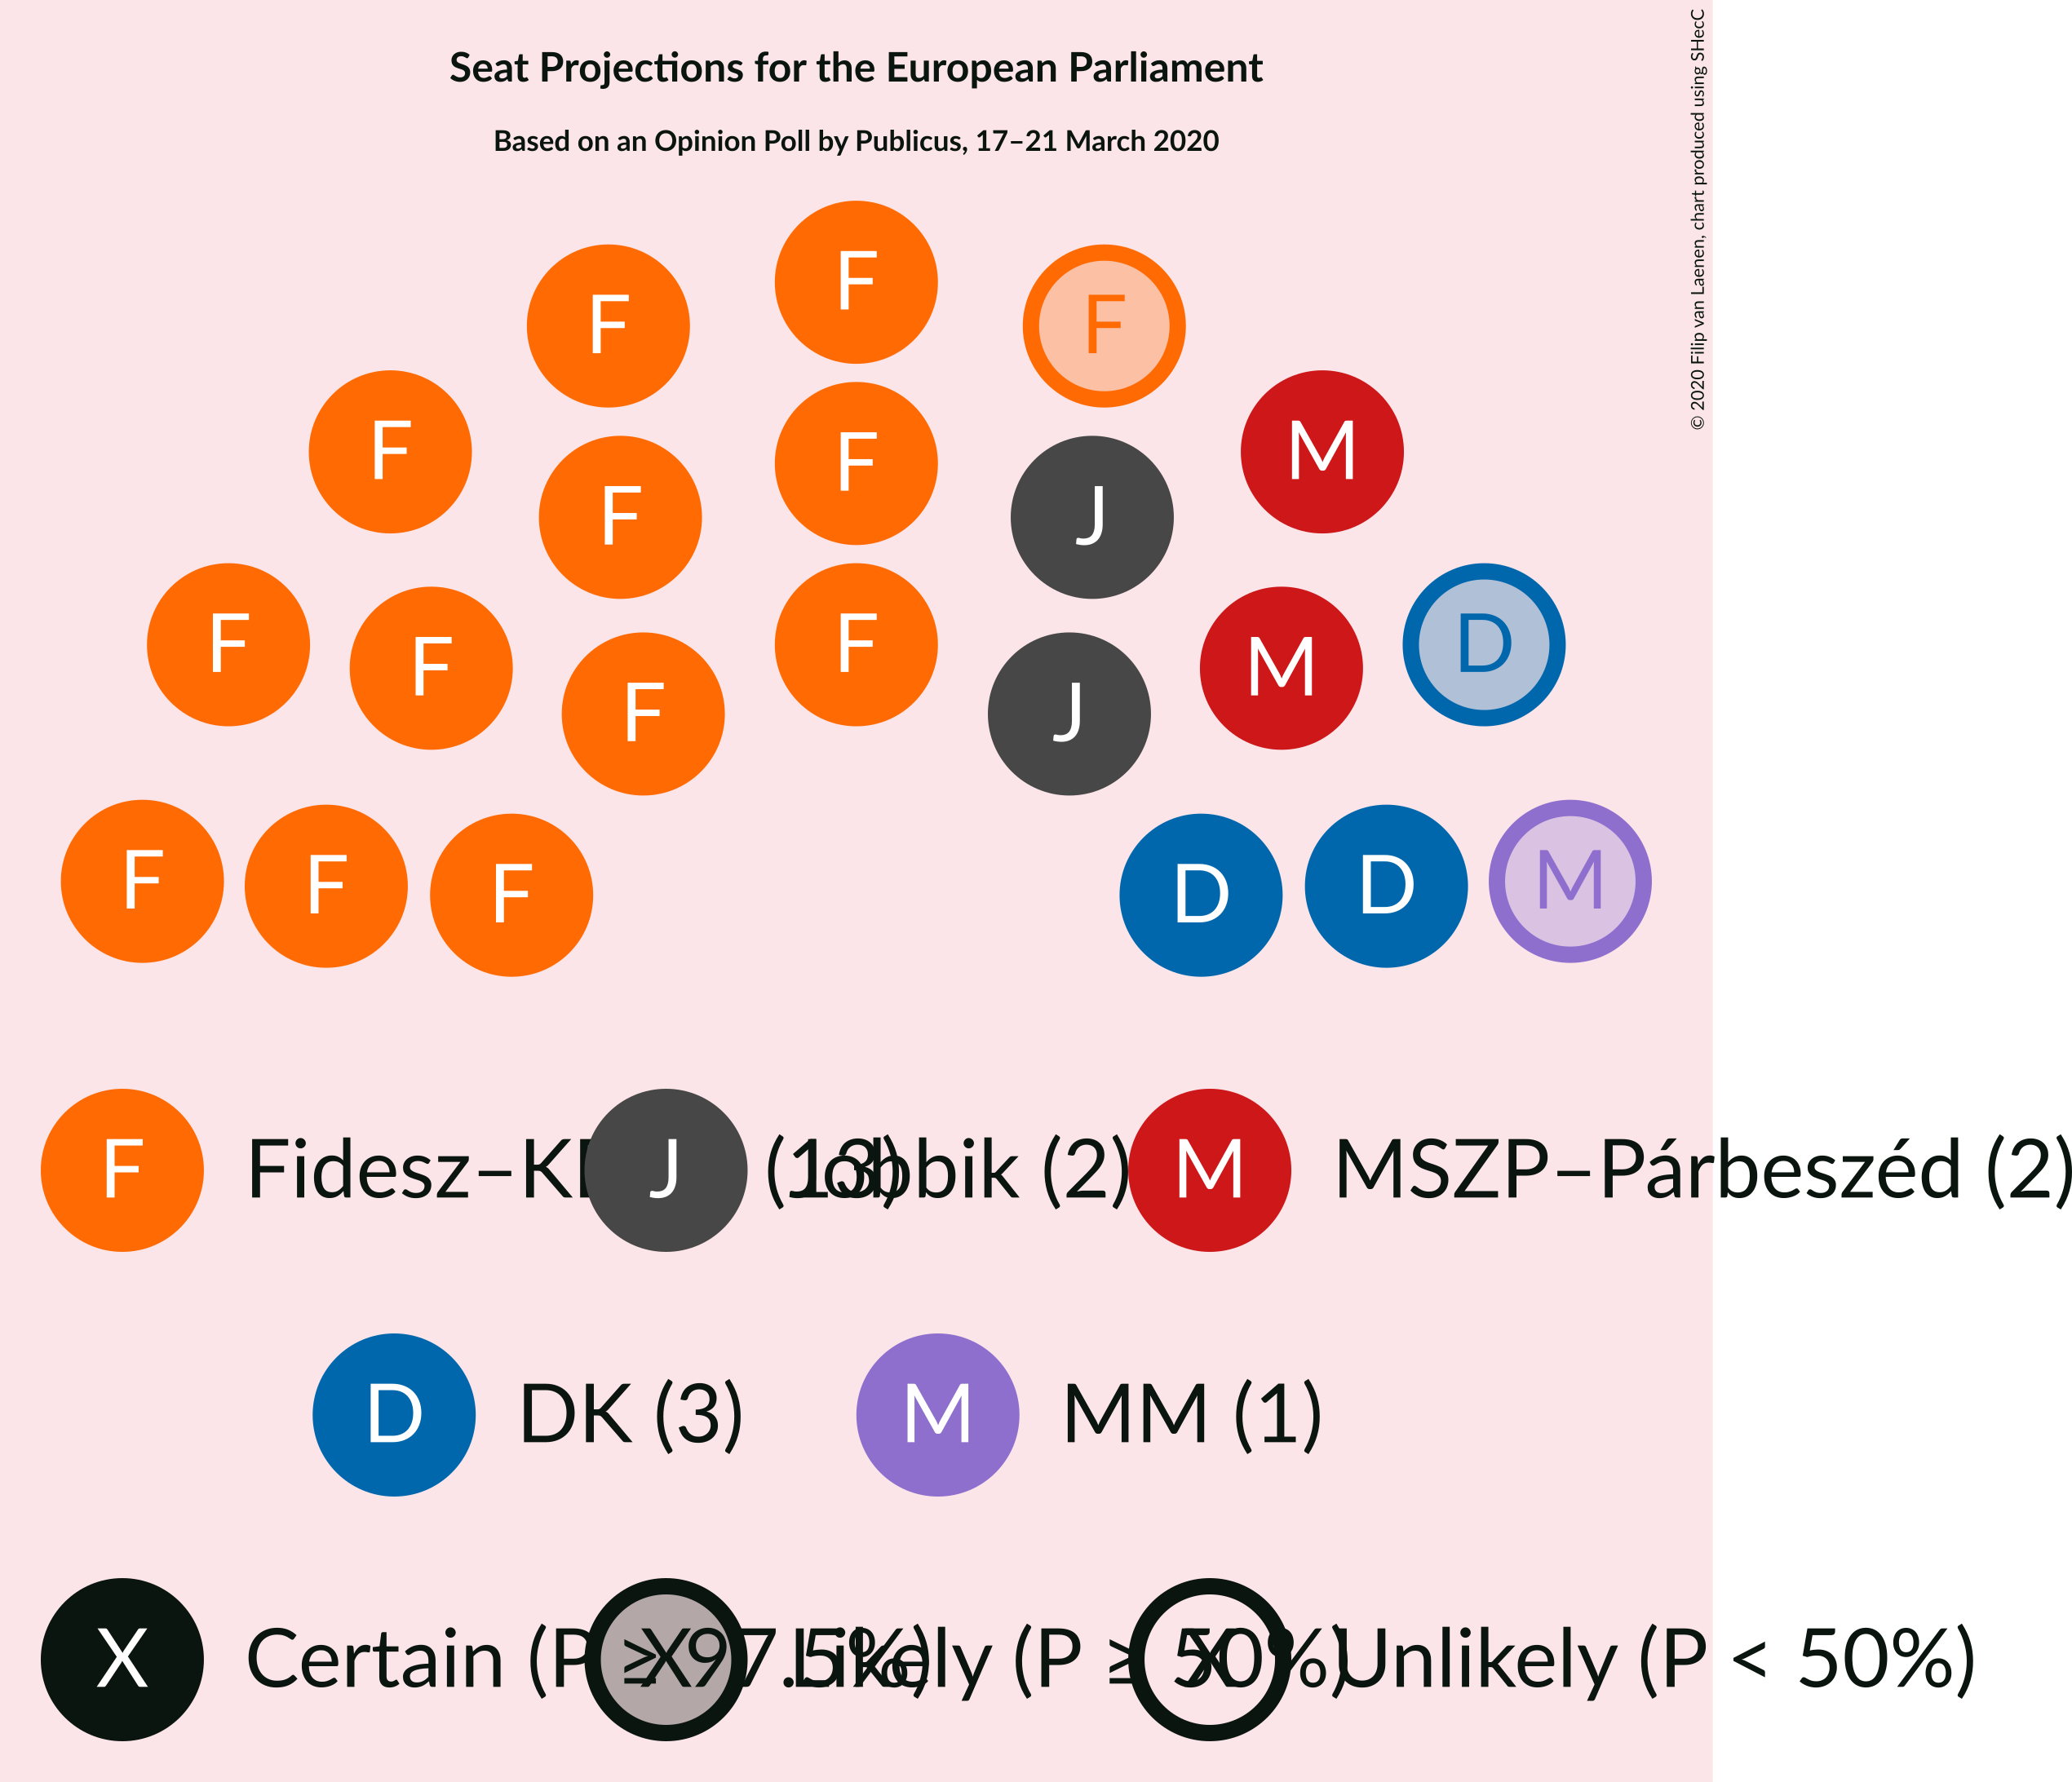 Seat Projections for the European Parliament
Based on an Opinion Poll by Publicus, 17–21 March 2020
© 2020 Filip van Laenen, chart produced using SHecC
F
F F
F M
F J
F
F D
F M
F J
F F M
F D
F D
F Fidesz–K (13) J Jobbik (2) M MSZP–Párbeszéd (2)
D DK (3) M MM (1)
X Certain (P ≥ 97.5%) X Likely (P ≥ 50% X Unlikely (P < 50%)